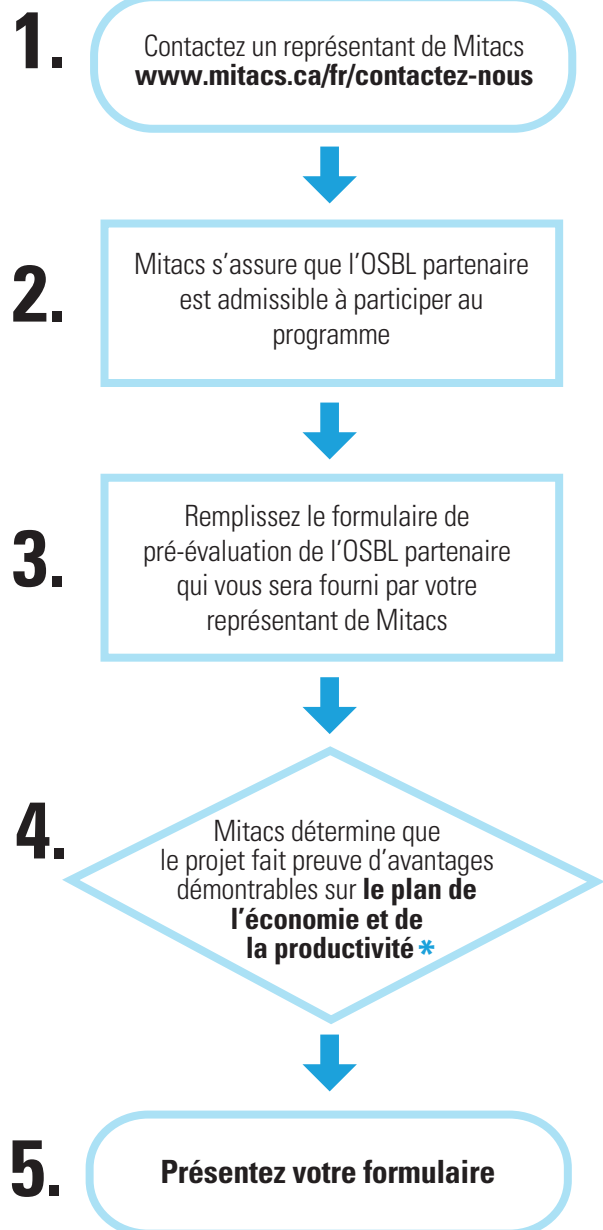 1.
Contactez un représentant de Mitacs
www.mitacs.ca/fr/contactez-nous
2.
Mitacs s’assure que l’OSBL partenaire
est admissible à participer au
programme
3.
Remplissez le formulaire de
pré-évaluation de l’OSBL partenaire
qui vous sera fourni par votre
représentant de Mitacs
4.
Mitacs détermine que
le projet fait preuve d’avantages
démontrables sur le plan de
l’économie et de
la productivité *
5.
Présentez votre formulaire